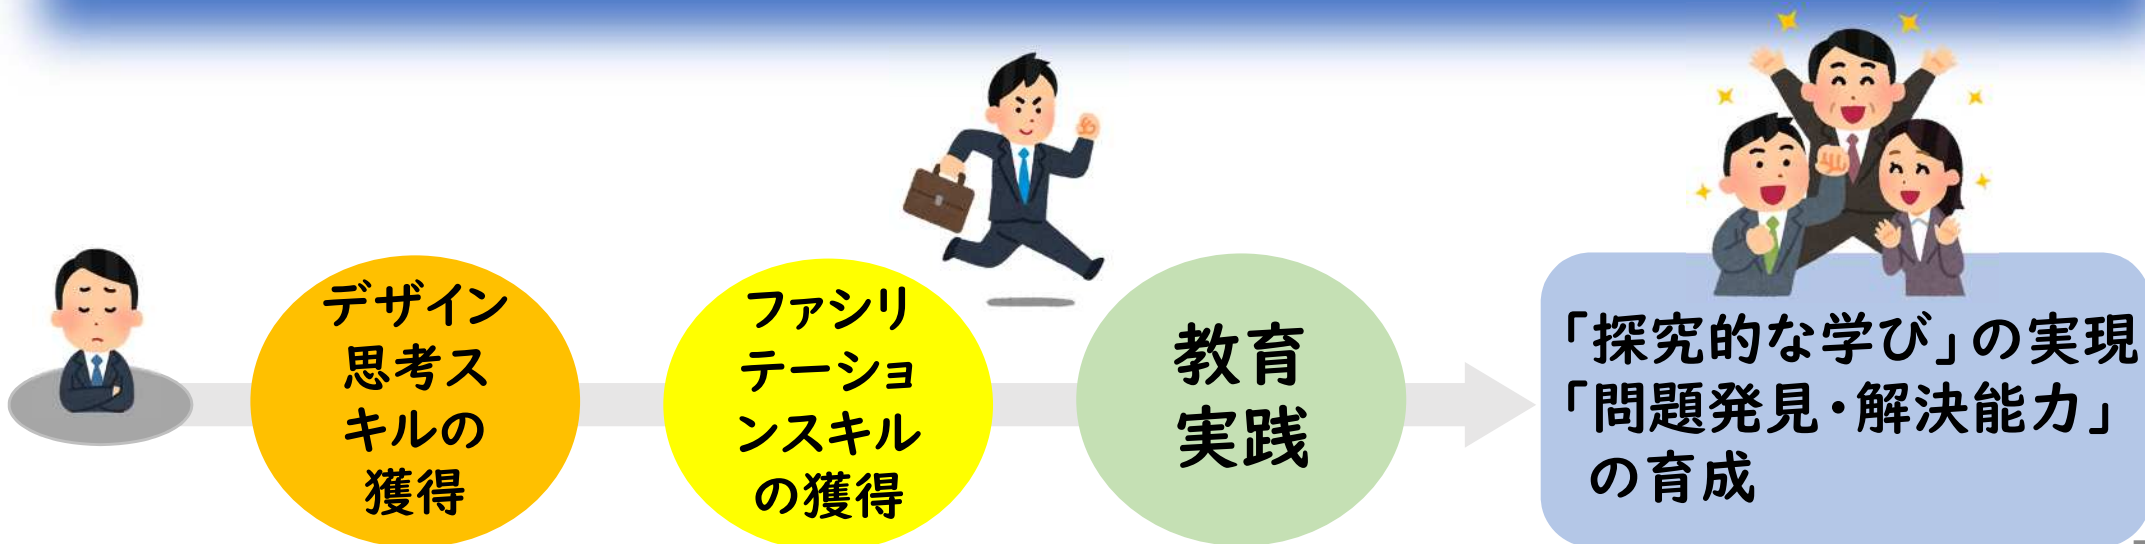 デザイン
思考ス
キルの
獲得
ファシリ
テーショ
ンスキル
の獲得
教育
実践
「探究的な学び」の実現
「問題発見・解決能力」
の育成